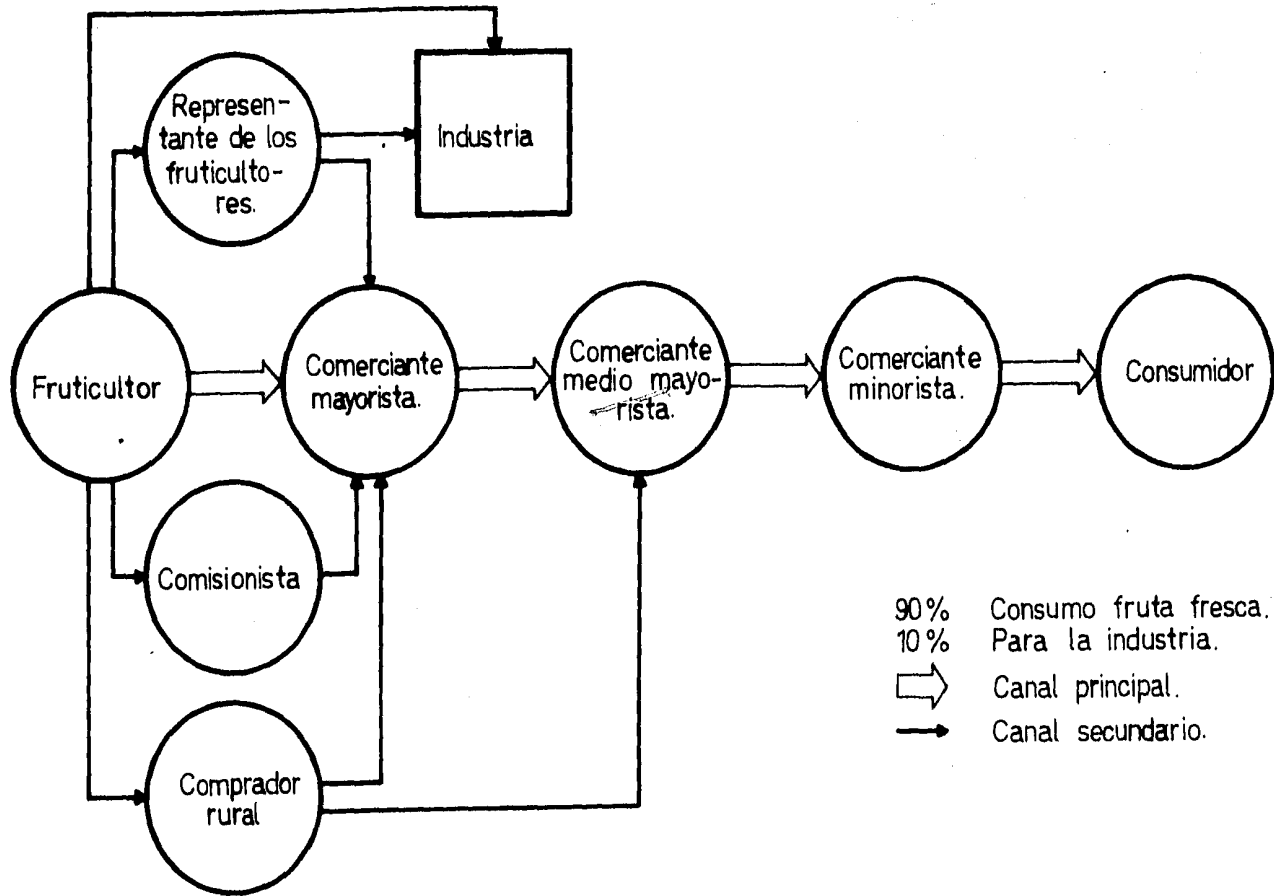 Represen-
tante de los
fruticulto-
res.
Industria
Fruticultor
Comerciante
mayorista.
Comerciante
medio mayo-
rista.
Comerciante
minorista.
Consumidor
Comisionista
Comprador
rural
90% Consumo fruta fresca.
10% Para la industria.
Canal principal.
Canal secundario.